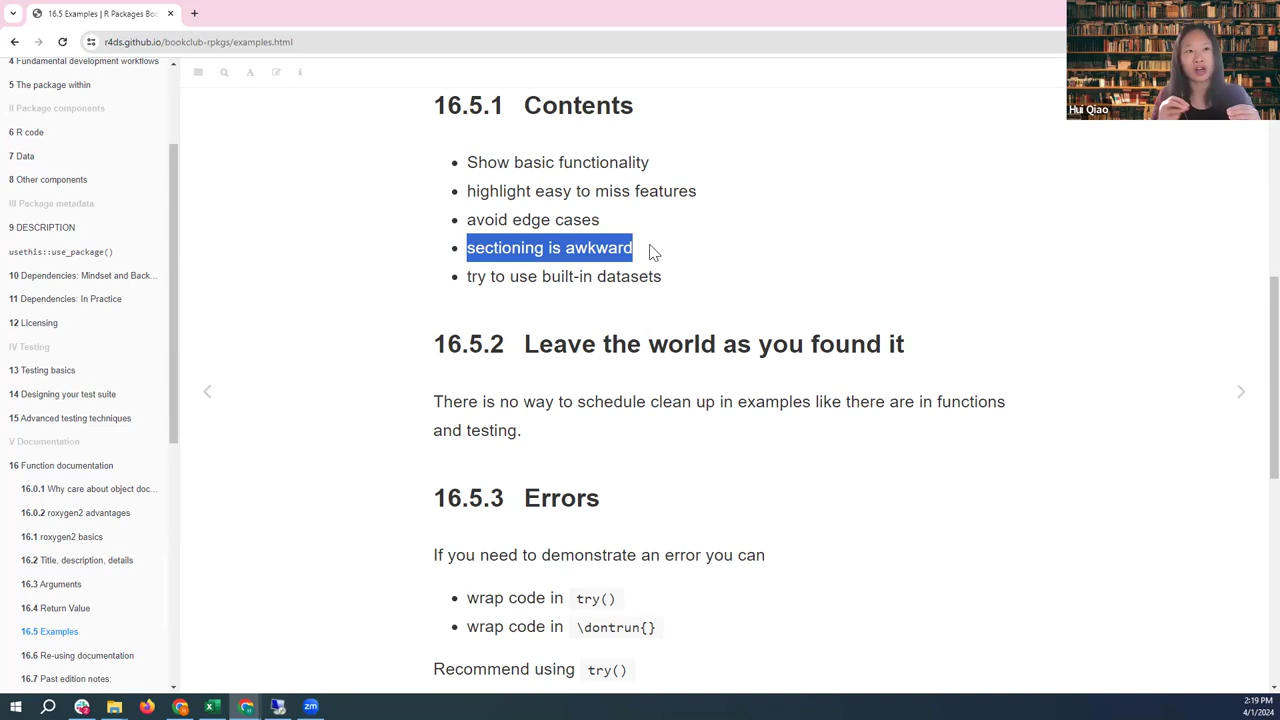 16.5 Examples | R Packages Boo
r4ds.github.io/bookclub-rpkgs/examples.html
4 Fundamental development workflows
5 The package within
II Package components
6 R code
7 Data
8 Other components
III Package metadata
9 DESCRIPTION
usethis::use_package()
10 Dependencies: Mindset and Back...
11 Dependencies: In Practice
12 Licensing
IV Testing
13 Testing basics
14 Designing your test suite
15 Advanced testing techniques
V Documentation
16 Function documentation
16.0.1 Why care about object doc...
16.0.2 roxygen2 advantages
16.1 roxygen2 basics
16.2 Title, description, details
16.3 Arguments
16.4 Return Value
16.5 Examples
16.6 Re-using documentation
16.7 Past edition notes:
16.5.1 Contents
• Show basic functionality
• highlight easy to miss features
• avoid edge cases
• sectioning is awkward
• try to use built-in datasets
16.5.2 Leave the world as you found it
There is no way to schedule clean up in examples like there are in functions
and testing.
16.5.3 Errors
If you need to demonstrate an error you can
• wrap code in try()
• wrap code in \dontrun{}
Recommend using try()
Hui Qiao
2:19 PM
4/1/2024